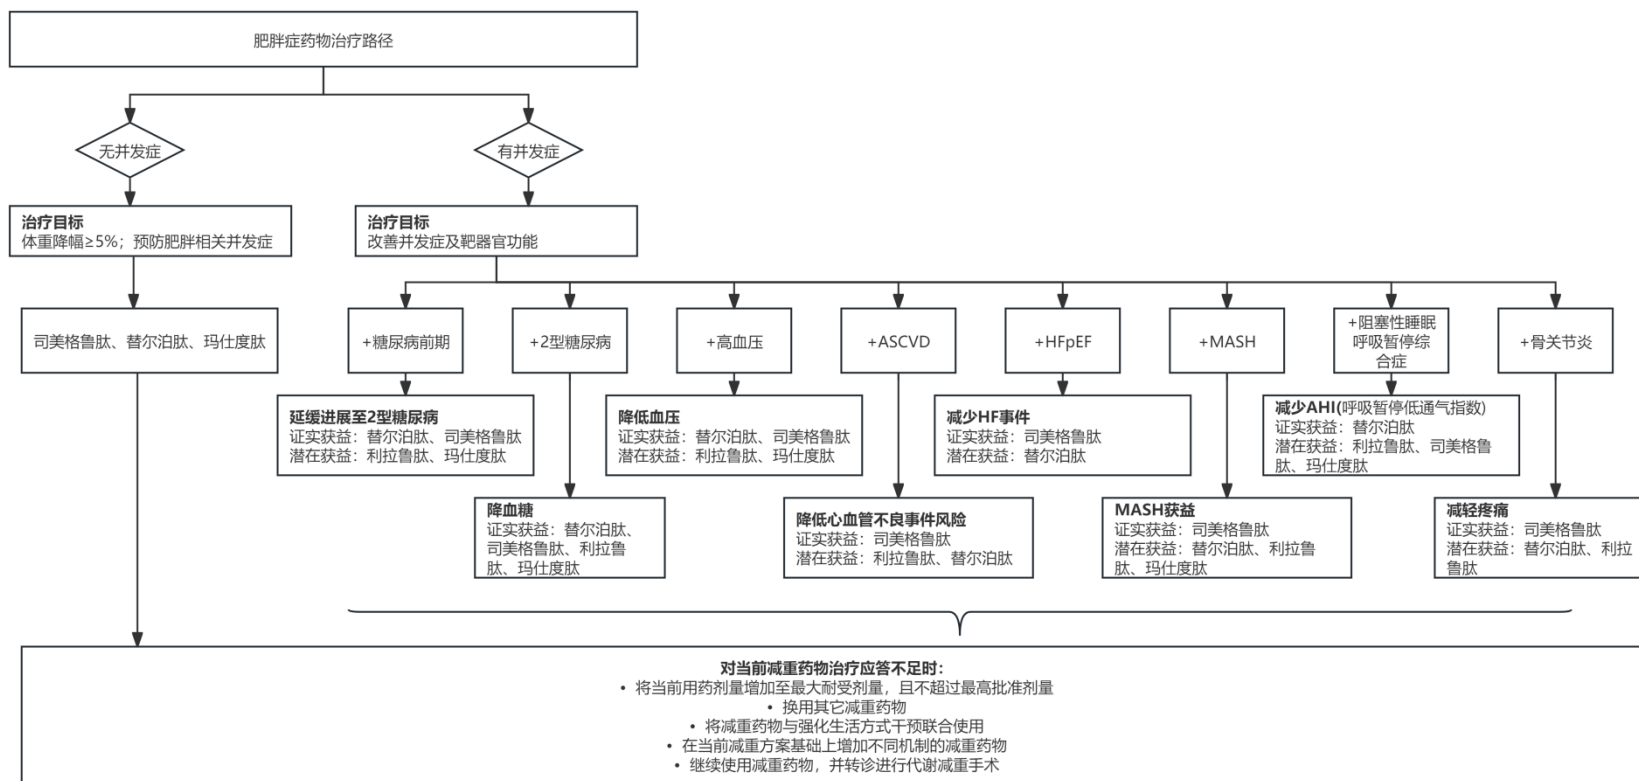 肥胖症药物治疗路径
无并发症
有并发症
治疗目标
体重降幅≥5%；预防肥胖相关并发症
治疗目标
改善并发症及靶器官功能
司美格鲁肽、替尔泊肽、玛仕度肽
+糖尿病前期
+2型糖尿病
+高血压
+ASCVD
+HFpEF
+MASH
+阻塞性睡眠
呼吸暂停综
合症
+骨关节炎
延缓进展至2型糖尿病
证实获益：替尔泊肽、司美格鲁肽
潜在获益：利拉鲁肽、玛仕度肽
降低血压
证实获益：替尔泊肽、司美格鲁肽
潜在获益：利拉鲁肽、玛仕度肽
减少HF事件
证实获益：司美格鲁肽
潜在获益：替尔泊肽
减少AHI(呼吸暂停低通气指数)
证实获益：替尔泊肽
潜在获益：利拉鲁肽、司美格鲁
肽、玛仕度肽
降血糖
证实获益：替尔泊肽、
司美格鲁肽、利拉鲁
肽、玛仕度肽
降低心血管不良事件风险
证实获益：司美格鲁肽
潜在获益：利拉鲁肽、替尔泊肽
MASH获益
证实获益：司美格鲁肽
潜在获益：替尔泊肽、利拉鲁
肽、玛仕度肽
减轻疼痛
证实获益：司美格鲁肽
潜在获益：替尔泊肽、利拉
鲁肽
对当前减重药物治疗应答不足时：
• 将当前用药剂量增加至最大耐受剂量，且不超过最高批准剂量
• 换用其它减重药物
• 将减重药物与强化生活方式干预联合使用
• 在当前减重方案基础上增加不同机制的减重药物
• 继续使用减重药物，并转诊进行代谢减重手术